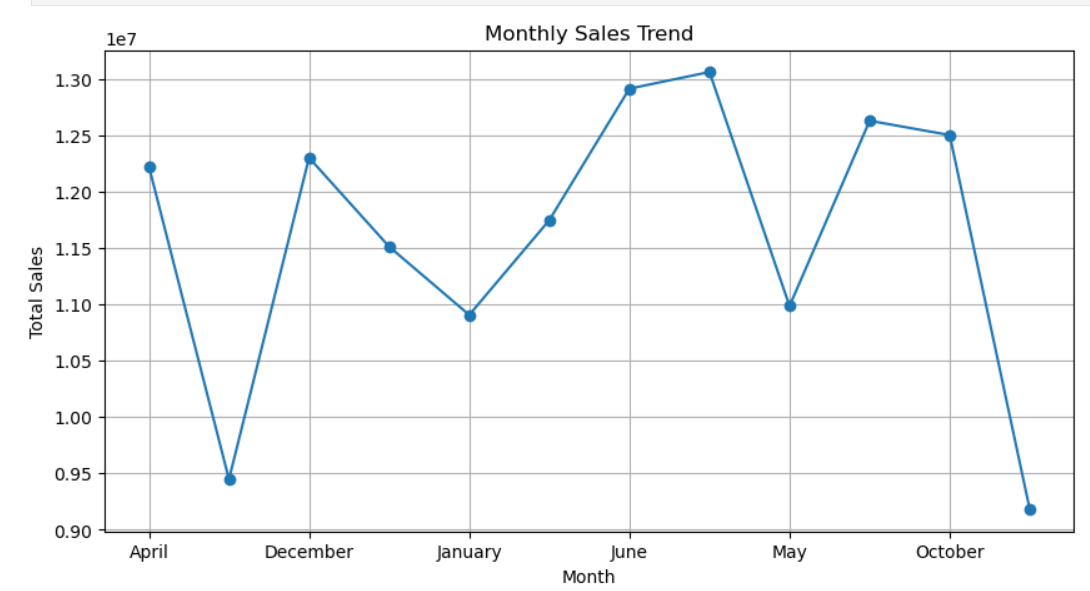 Monthly Sales Trend
1e7
1.30
1.25
1.20
1.15
1.10
1.05
1.00
0.95
0.90
Total Sales
April December January June May October
Month